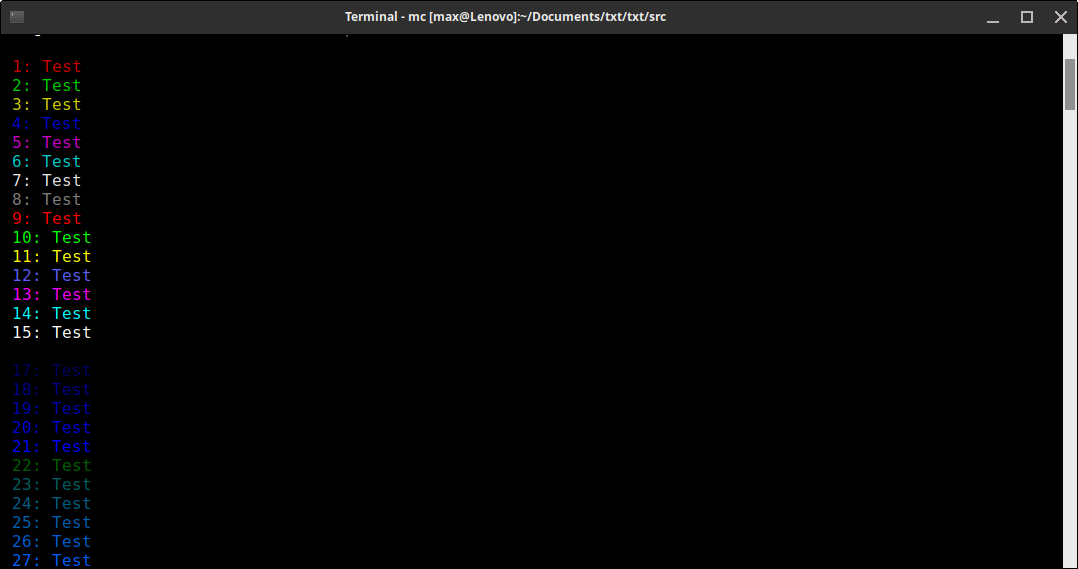 Terminal - mc [max@Lenovo]:~/Documents/txt/txt/src
1: Test
2: Test
3: Test
4: Test
5: Test
6: Test
7: Test
8: Test
9: Test
10: Test
11: Test
12: Test
13: Test
14: Test
15: Test
17: Test
18: Test
19: Test
20: Test
21: Test
22: Test
23: Test
24: Test
25: Test
26: Test
27: Test